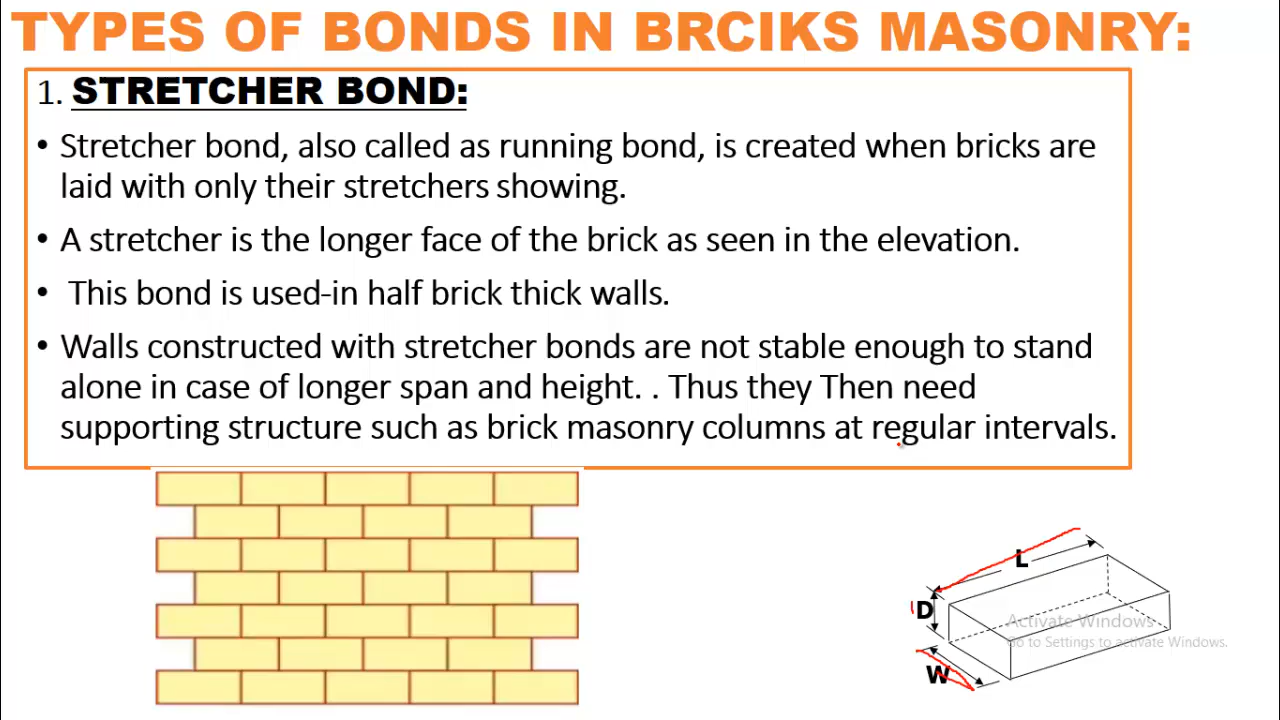 TYPES OF BONDS IN BRCIKS MASONRY:
1. STRETCHER BOND:
• Stretcher bond, also called as running bond, is created when bricks are
laid with only their stretchers showing.
• A stretcher is the longer face of the brick as seen in the elevation.
• This bond is used-in half brick thick walls.
• Walls constructed with stretcher bonds are not stable enough to stand
alone in case of longer span and height. . Thus they Then need
supporting structure such as brick masonry columns at regular intervals.
L
D
W
Activate Windows
Go to Settings to activate Windows.